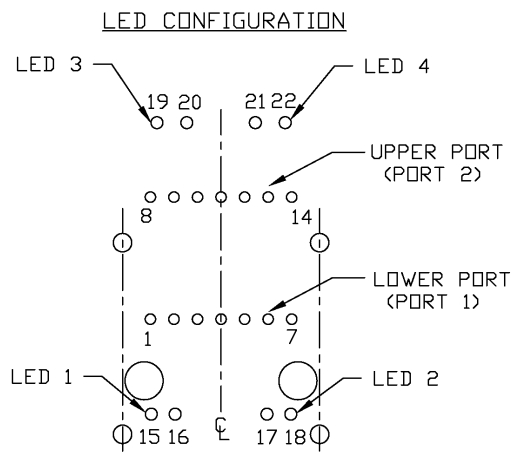 LED CONFIGURATION
LED 3
LED 4
19 20 21 22
UPPER PORT
(PORT 2)
8 14
LOWER PORT
(PORT 1)
1 7
LED 1
LED 2
15 16 17 18
℄